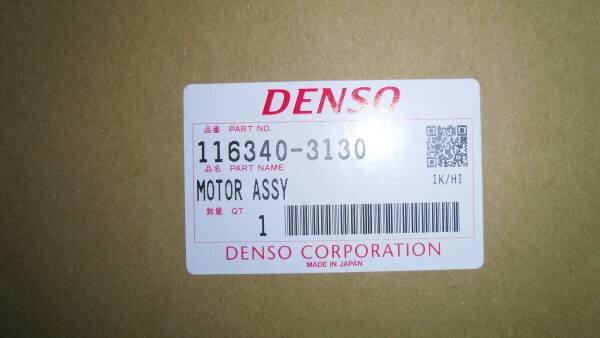 DENSO
品番 PART NO.
116340-3130
品名 PART NAME
MOTOR ASSY
IK/HI
数量 QT.
1
DENSO CORPORATION
MADE IN JAPAN